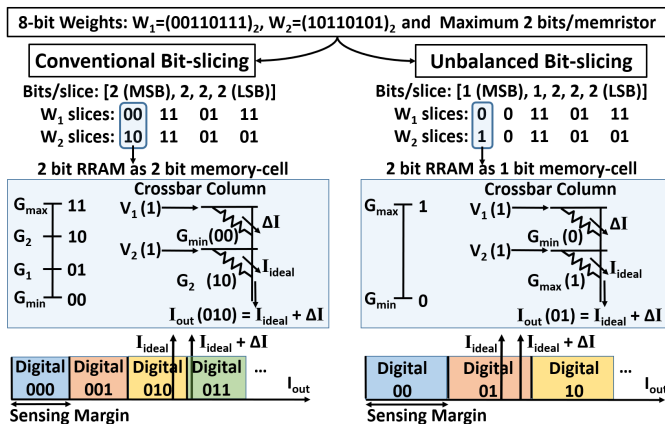 8-bit Weights: W₁=(00110111)₂, W₂=(10110101)₂ and Maximum 2 bits/memristor
Conventional Bit-slicing
Bits/slice: [2 (MSB), 2, 2, 2 (LSB)]
W₁ slices: 00 11 01 11
W₂ slices: 10 11 01 01
2 bit RRAM as 2 bit memory-cell
Crossbar Column
Gmax 11
G₂ 10
G₁ 01
Gmin 00
V₁(1)
ΔI
Gmin(00)
V₂(1)
Iideal
G₂ (10)
Iout (010) = Iideal + ΔI
Iideal
Iideal + ΔI
Digital 000
Digital 001
Digital 010
Digital 011
...
Iout
Sensing Margin
Unbalanced Bit-slicing
Bits/slice: [1 (MSB), 1, 2, 2, 2 (LSB)]
W₁ slices: 0 0 11 01 11
W₂ slices: 1 0 11 01 01
2 bit RRAM as 1 bit memory-cell
Crossbar Column
Gmax 1
Gmin 0
V₁(1)
ΔI
Gmin(0)
V₂(1)
Iideal
Gmax(1)
Iout (01) = Iideal + ΔI
Iideal
Iideal + ΔI
Digital 00
Digital 01
Digital 10
...
Iout
Sensing Margin